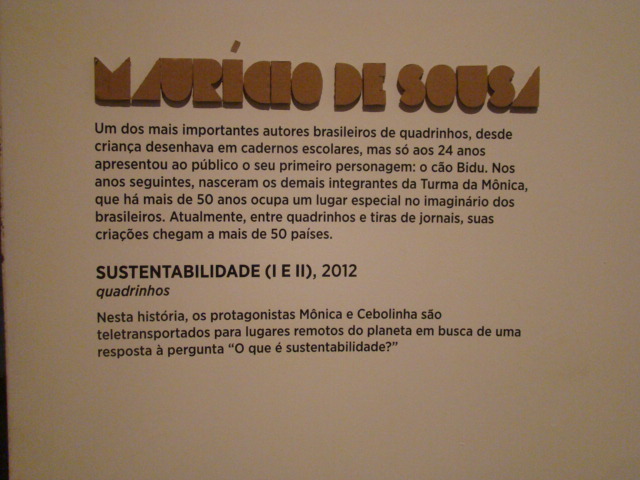 MAURÍCIO DE SOUSA
Um dos mais importantes autores brasileiros de quadrinhos, desde
criança desenhava em cadernos escolares, mas só aos 24 anos
apresentou ao público o seu primeiro personagem: o cão Bidu. Nos
anos seguintes, nasceram os demais integrantes da Turma da Mônica,
que há mais de 50 anos ocupa um lugar especial no imaginário dos
brasileiros. Atualmente, entre quadrinhos e tiras de jornais, suas
criações chegam a mais de 50 países.
SUSTENTABILIDADE (I E II), 2012
quadrinhos
Nesta história, os protagonistas Mônica e Cebolinha são
teletransportados para lugares remotos do planeta em busca de uma
resposta à pergunta “O que é sustentabilidade?”